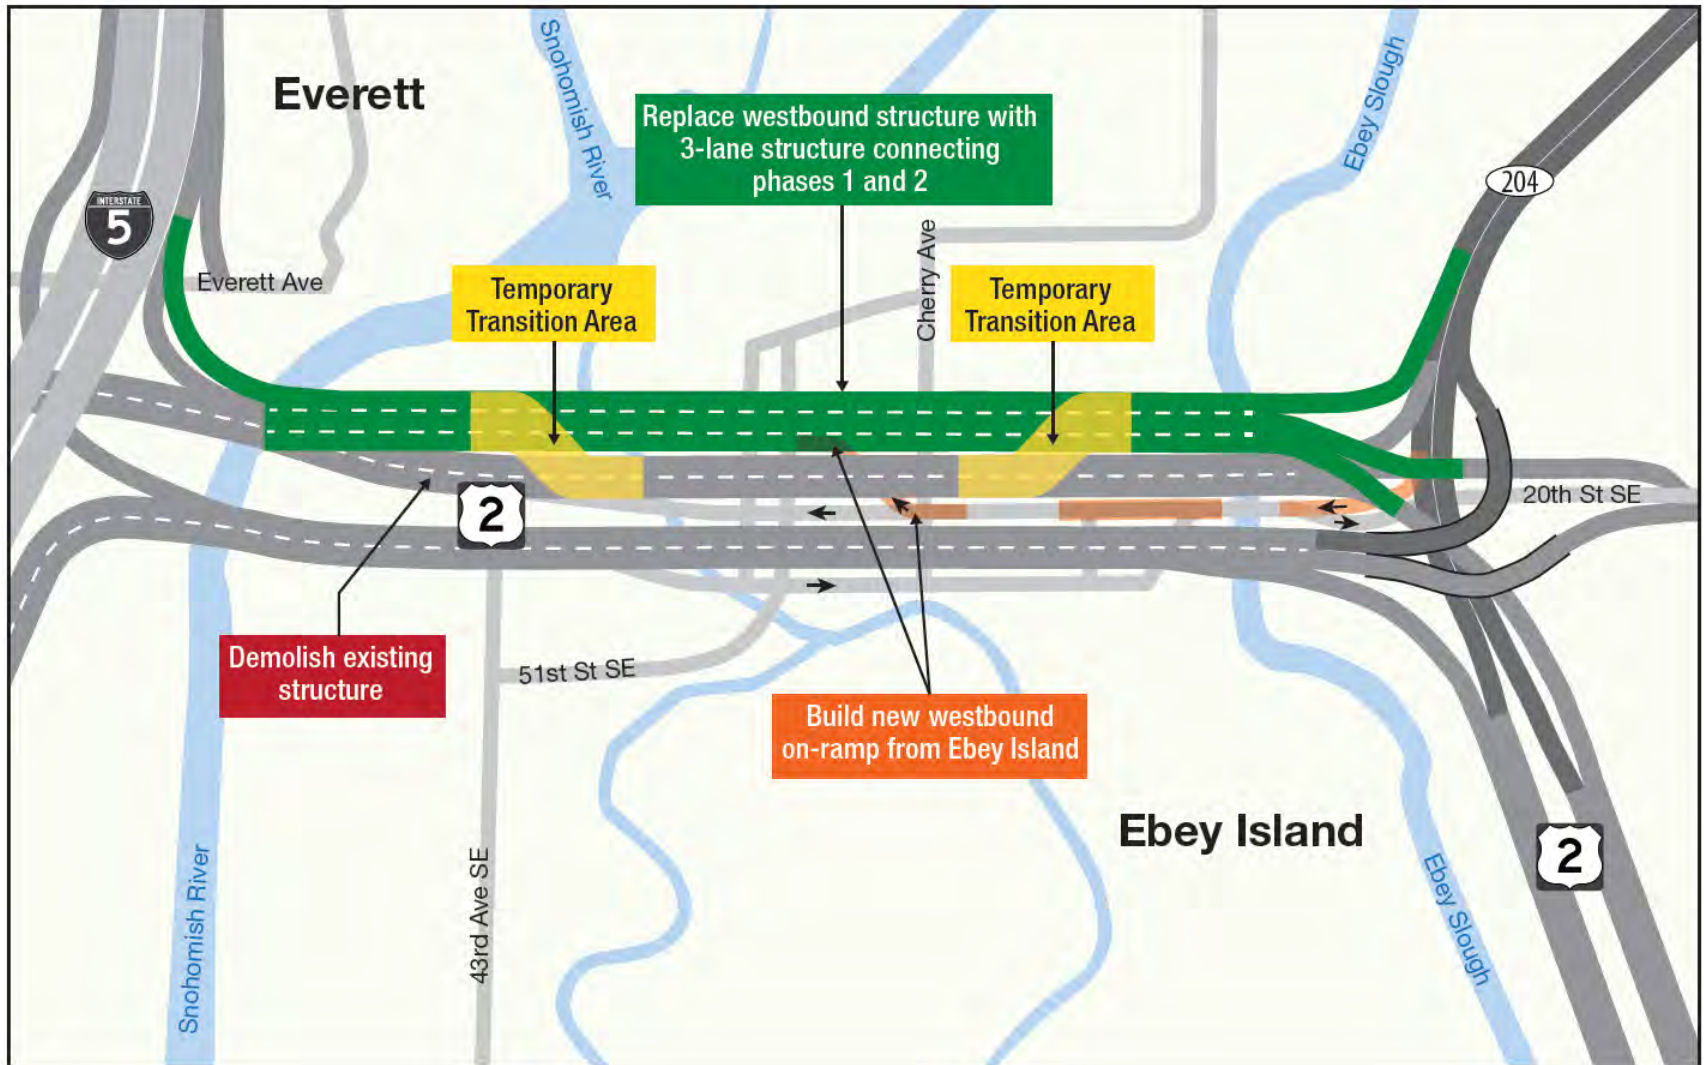 Everett
Snohomish River
Replace westbound structure with
3-lane structure connecting
phases 1 and 2
Ebey Slough
204
INTERSTATE
5
Everett Ave
Temporary
Transition Area
Cherry Ave
Temporary
Transition Area
2
20th St SE
Demolish existing
structure
51st St SE
Build new westbound
on-ramp from Ebey Island
Ebey Island
2
Snohomish River
43rd Ave SE
Ebey Slough